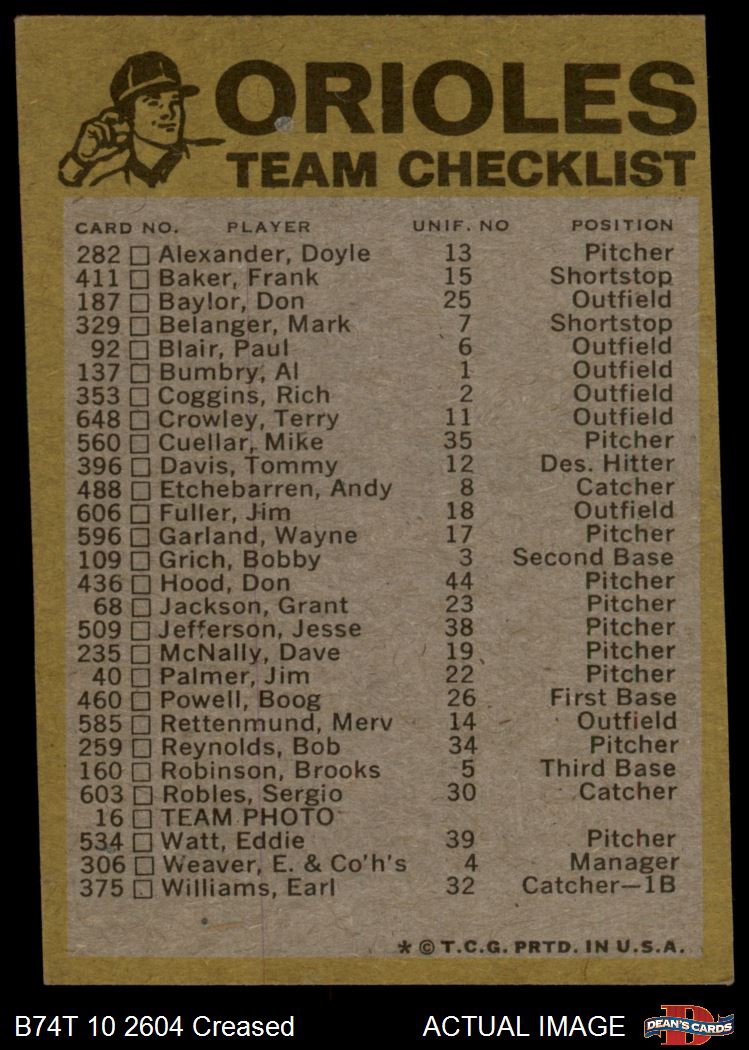 ORIOLES
TEAM CHECKLIST
CARD NO. PLAYER UNIF. NO POSITION
282 Alexander, Doyle 13 Pitcher
411 Baker, Frank 15 Shortstop
187 Baylor, Don 25 Outfield
329 Belanger, Mark 7 Shortstop
92 Blair, Paul 6 Outfield
137 Bumbry, Al 1 Outfield
353 Coggins, Rich 2 Outfield
648 Crowley, Terry 11 Outfield
560 Cuellar, Mike 35 Pitcher
396 Davis, Tommy 12 Des. Hitter
488 Etchebarren, Andy 8 Catcher
606 Fuller, Jim 18 Outfield
596 Garland, Wayne 17 Pitcher
109 Grich, Bobby 3 Second Base
436 Hood, Don 44 Pitcher
68 Jackson, Grant 23 Pitcher
509 Jefferson, Jesse 38 Pitcher
235 McNally, Dave 19 Pitcher
40 Palmer, Jim 22 Pitcher
460 Powell, Boog 26 First Base
585 Rettenmund, Merv 14 Outfield
259 Reynolds, Bob 34 Pitcher
160 Robinson, Brooks 5 Third Base
603 Robles, Sergio 30 Catcher
16 TEAM PHOTO
534 Watt, Eddie 39 Pitcher
306 Weaver, E. & Co'h's 4 Manager
375 Williams, Earl 32 Catcher—1B
* © T.C.G. PRTD. IN U.S.A.
B74T 10 2604 Creased ACTUAL IMAGE DEAN'S CARDS